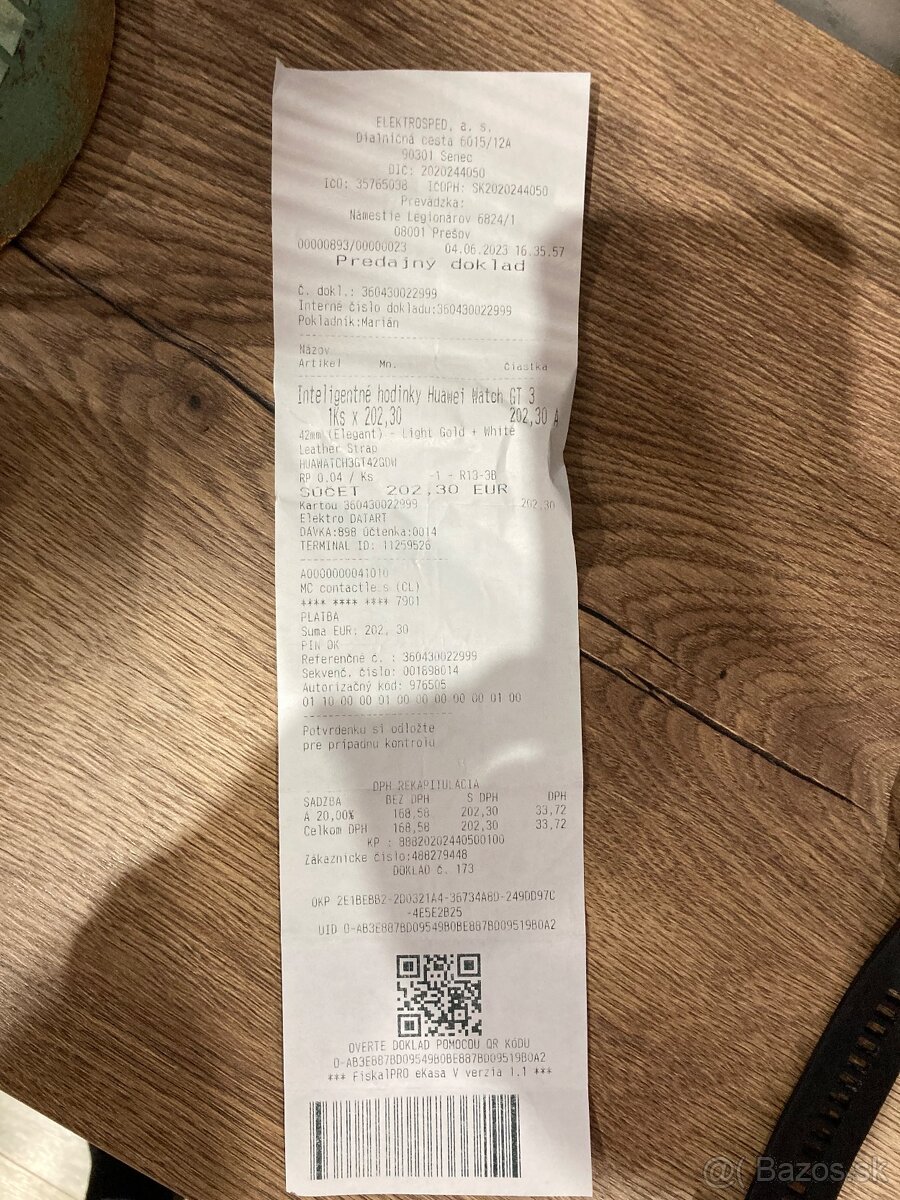 ELEKTROSPED, a. s.
Diaľničná cesta 6015/12A
90301 Senec
DIČ: 2020244050
IČO: 35765038 IČDPH: SK2020244050
Prevádzka:
Námestie Legionárov 6824/1
08001 Prešov
00000893/00000023 04.06.2023 16.35.57
Predajný doklad
Č. dokl.: 360430022999
Interné číslo dokladu:360430022999
Pokladník:Marián
Názov
Artikel Mn. Čiastka
Inteligentné hodinky Huawei Watch GT 3
1Ks x 202,30 202,30 A
42mm (Elegant) - Light Gold + White
Leather Strap
HUAWATCH3GT42GDW
RP 0.04 / Ks -1 - R13-3B
SÚČET 202,30 EUR
Kartou 360430022999 202,30
Elektro DATART
DÁVKA:898 účtenka:0014
TERMINAL ID: 11259526
A0000000041010
MC contactle s (CL)
**** **** **** 7901
PLATBA
Suma EUR: 202, 30
PIN OK
Referenčné č. : 360430022999
Sekvenč. číslo: 001898014
Autorizačný kód: 976505
01 10 00 00 01 00 00 00 00 00 01 00
Potvrdenku si odložte
pre prípadnú kontrolu
DPH REKAPITULÁCIA
SADZBA BEZ DPH S DPH DPH
A 20,00% 168,58 202,30 33,72
Celkom DPH 168,58 202,30 33,72
KP : 88820202440500100
Zákaznícke číslo:488279448
DOKLAD č. 173
OKP 2E1BEBB2-2D0321A4-36734A8D-249DD97C
-4E5E2B25
UID O-AB3E887BD09549B0BE887BD09519B0A2
OVERTE DOKLAD POMOCOU QR KÓDU
O-AB3E887BD09549B0BE887BD09519B0A2
*** FiskalPRO eKasa V verzia 1.1 ***
@( Bazos.sk